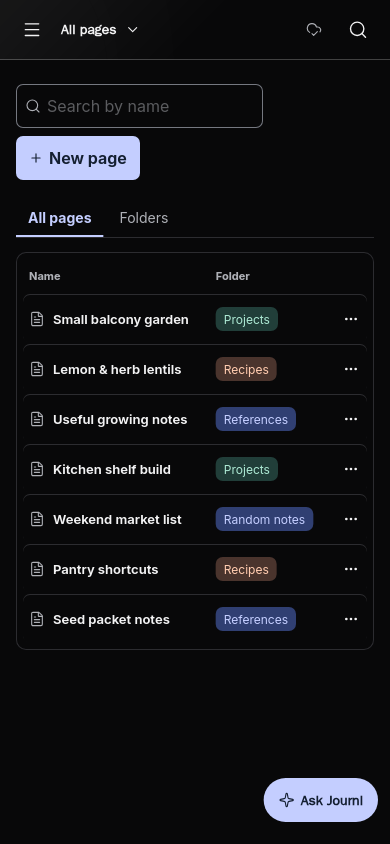 All pages
Search by name
+ New page
All pages
Folders
Name Folder
Small balcony garden Projects
Lemon & herb lentils Recipes
Useful growing notes References
Kitchen shelf build Projects
Weekend market list Random notes
Pantry shortcuts Recipes
Seed packet notes References
Ask Journl